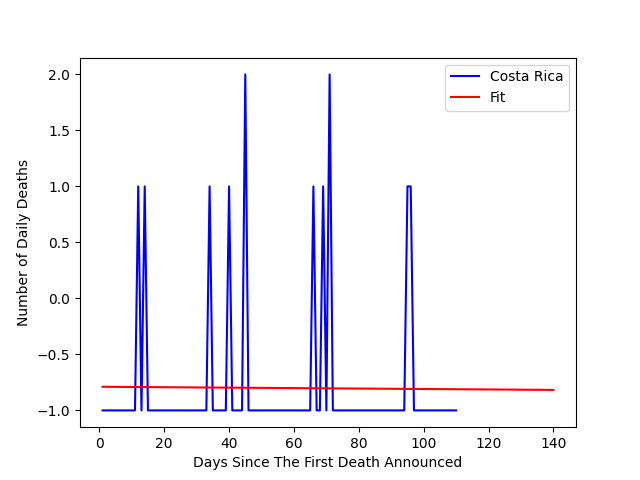 Costa Rica
Fit
2.0
1.5
1.0
0.5
0.0
−0.5
−1.0
Number of Daily Deaths
0 20 40 60 80 100 120 140
Days Since The First Death Announced